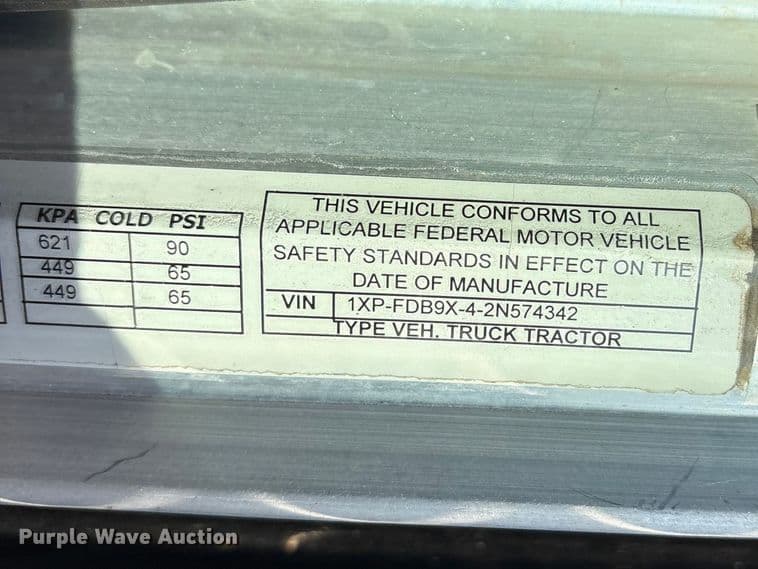 KPA COLD PSI
621 90
449 65
449 65
THIS VEHICLE CONFORMS TO ALL
APPLICABLE FEDERAL MOTOR VEHICLE
SAFETY STANDARDS IN EFFECT ON THE
DATE OF MANUFACTURE
VIN 1XP-FDB9X-4-2N574342
TYPE VEH. TRUCK TRACTOR
Purple Wave Auction